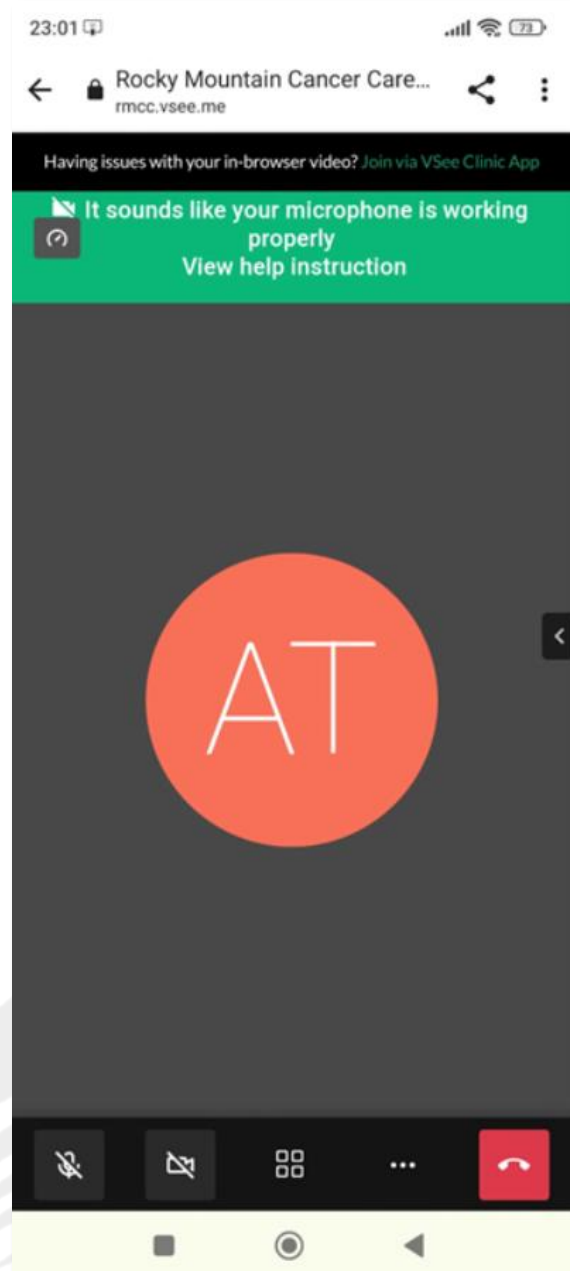 23:01
73
Rocky Mountain Cancer Care...
rmcc.vsee.me
Having issues with your in-browser video? Join via VSee Clinic App
It sounds like your microphone is working
properly
View help instruction
AT